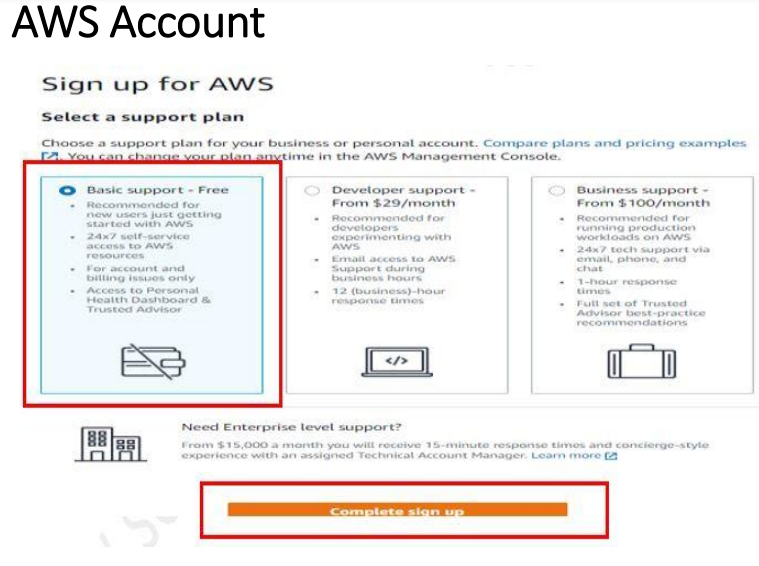 AWS Account
Sign up for AWS
Select a support plan
Choose a support plan for your business or personal account. Compare plans and pricing examples
. You can change your plan anytime in the AWS Management Console.
Basic support - Free
• Recommended for
new users just getting
started with AWS
• 24x7 self-service
access to AWS
resources
• For account and
billing issues only
• Access to Personal
Health Dashboard &
Trusted Advisor
Developer support -
From $29/month
• Recommended for
developers
experimenting with
AWS
• Email access to AWS
Support during
business hours
• 12 (business)-hour
response times
</>
Business support -
From $100/month
• Recommended for
running production
workloads on AWS
• 24x7 tech support via
email, phone, and
chat
• 1-hour response
times
• Full set of Trusted
Advisor best-practice
recommendations
Need Enterprise level support?
From $15,000 a month you will receive 15-minute response times and concierge-style
experience with an assigned Technical Account Manager. Learn more
Complete sign up